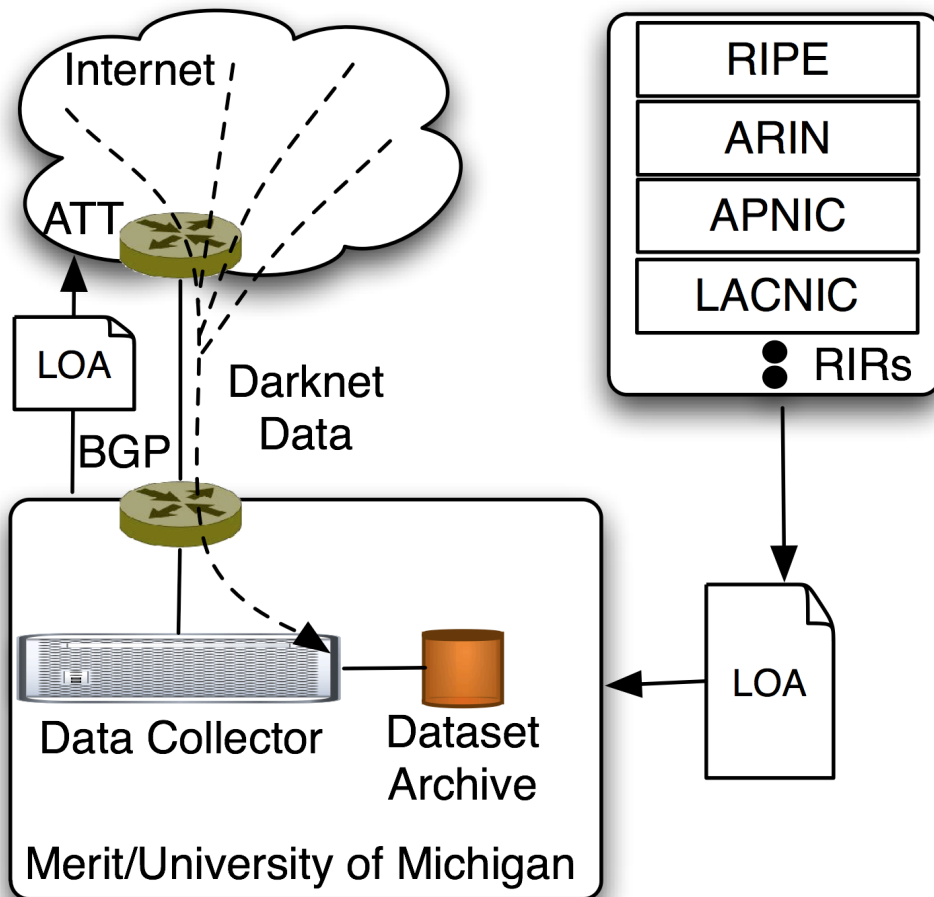 Internet
ATT
LOA
BGP
Darknet
Data
RIPE
ARIN
APNIC
LACNIC
RIRs
LOA
Data Collector
Dataset
Archive
Merit/University of Michigan